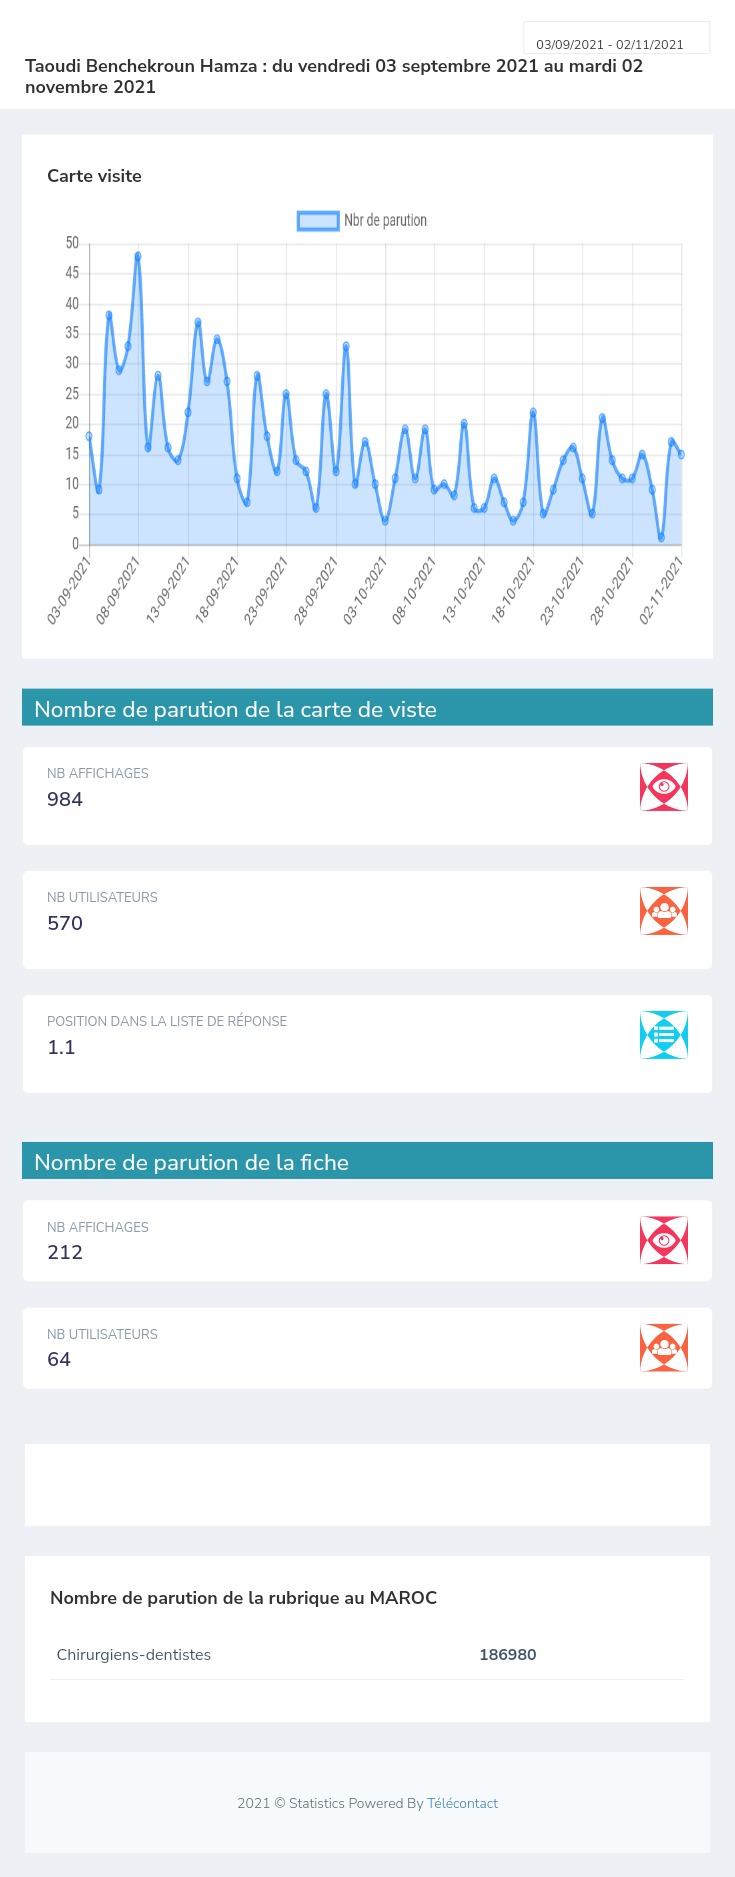 03/09/2021 - 02/11/2021
Taoudi Benchekroun Hamza : du vendredi 03 septembre 2021 au mardi 02
novembre 2021
Carte visite
Nbr de parution
50
45
40
35
30
25
20
15
10
5
0
03-09-2021
08-09-2021
13-09-2021
18-09-2021
23-09-2021
28-09-2021
03-10-2021
08-10-2021
13-10-2021
18-10-2021
23-10-2021
28-10-2021
02-11-2021
Nombre de parution de la carte de viste
NB AFFICHAGES
984
NB UTILISATEURS
570
POSITION DANS LA LISTE DE RÉPONSE
1.1
Nombre de parution de la fiche
NB AFFICHAGES
212
NB UTILISATEURS
64
Nombre de parution de la rubrique au MAROC
Chirurgiens-dentistes 186980
2021 © Statistics Powered By Télécontact